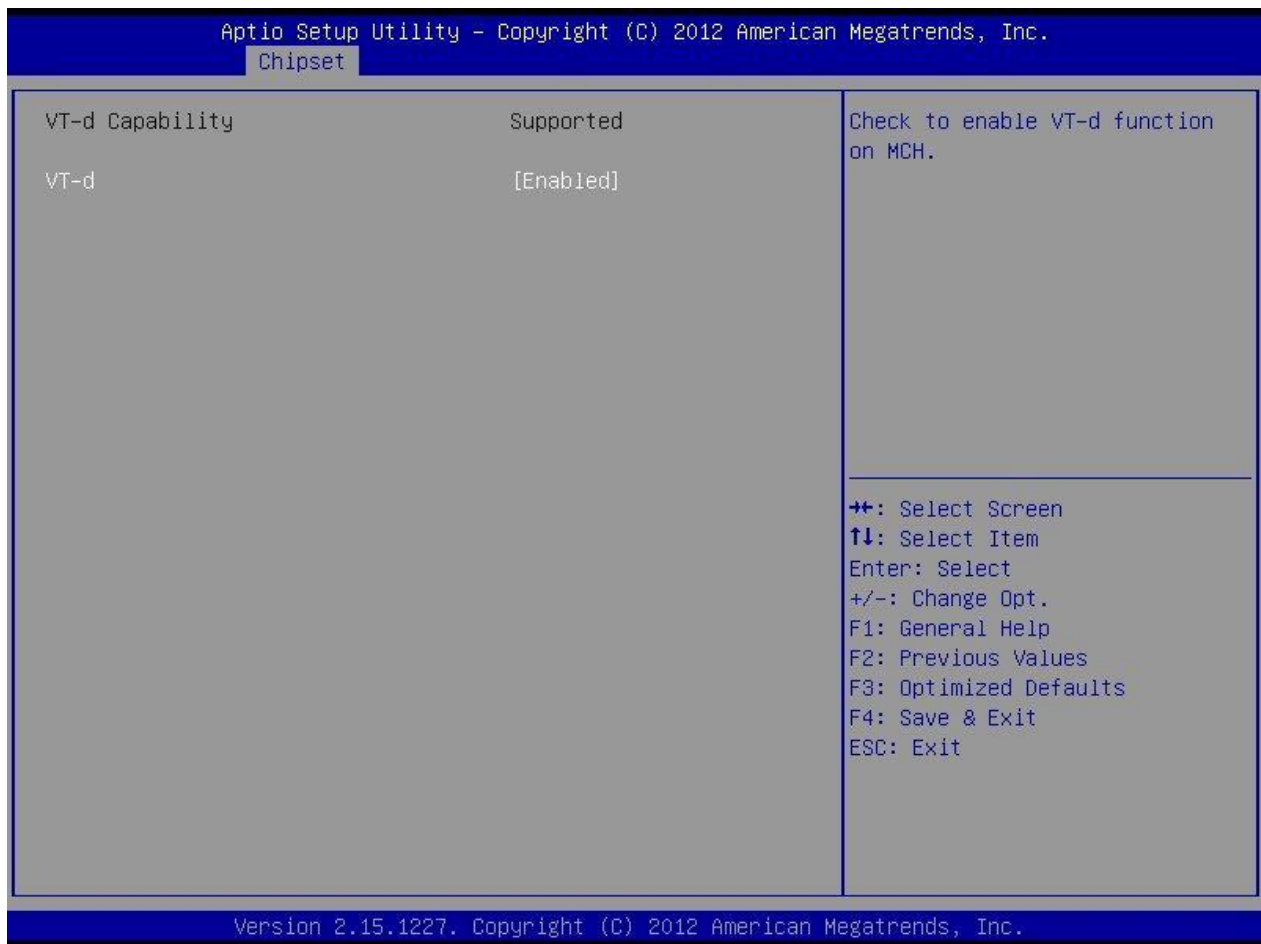 Aptio Setup Utility - Copyright (C) 2012 American Megatrends, Inc.
Chipset
VT-d Capability Supported
VT-d [Enabled]
Check to enable VT-d function
on MCH.
→←: Select Screen
↑↓: Select Item
Enter: Select
+/-: Change Opt.
F1: General Help
F2: Previous Values
F3: Optimized Defaults
F4: Save & Exit
ESC: Exit
Version 2.15.1227. Copyright (C) 2012 American Megatrends, Inc.